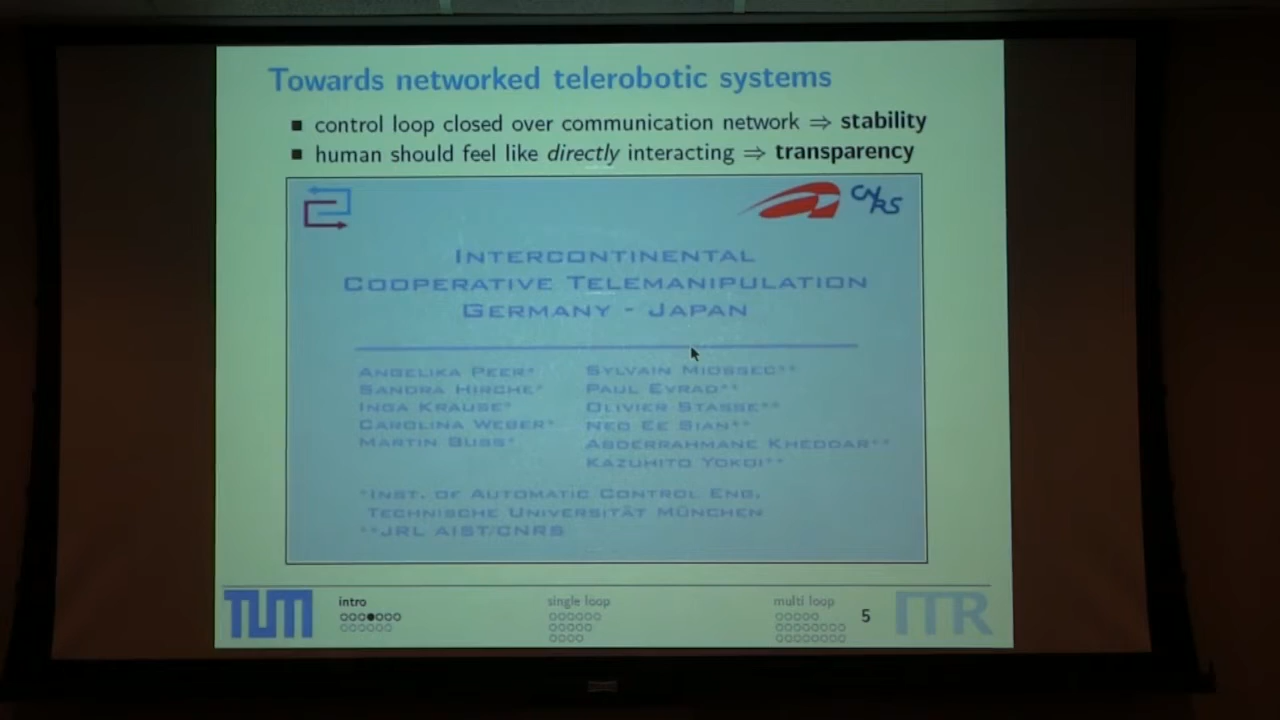 Towards networked telerobotic systems
control loop closed over communication network ⇒ stability
human should feel like directly interacting ⇒ transparency
CNRS
INTERCONTINENTAL
COOPERATIVE TELEMANIPULATION
GERMANY - JAPAN
ANGELIKA PEER*
SANDRA HIRCHE*
INGA KRAUSE*
CAROLINA WEBER*
MARTIN BUSS*
SYLVAIN MIOSSEC**
PAUL EVRAD**
OLIVIER STASSE**
NEO EE SIAN**
ABDERRAHMANE KHEDDAR**
KAZUHITO YOKOI**
*INST. OF AUTOMATIC CONTROL ENG,
TECHNISCHE UNIVERSITÄT MÜNCHEN
**JRL AIST/CNRS
TUM
intro
single loop
multi loop
5
ITR